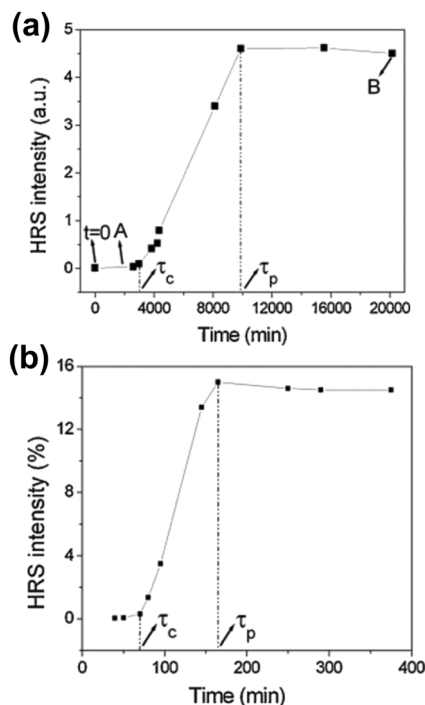 (a)
HRS intensity (a.u.)
5
4
3
2
1
0
t=0 A
B
τc
τp
0 4000 8000 12000 16000 20000
Time (min)
(b)
HRS intensity (%)
16
12
8
4
0
τc
τp
0 100 200 300 400
Time (min)